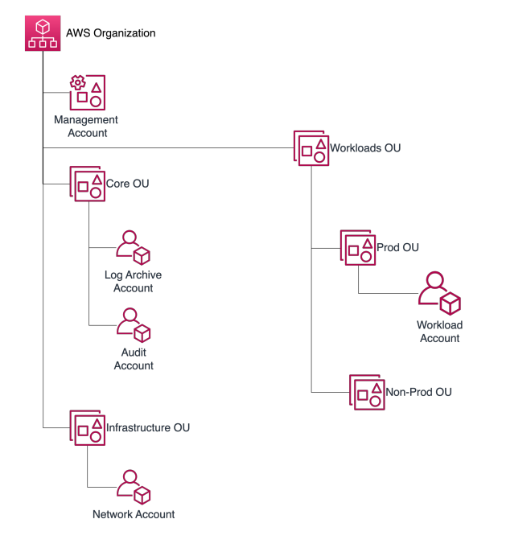 AWS Organization
Management
Account
Workloads OU
Core OU
Log Archive
Account
Audit
Account
Prod OU
Workload
Account
Non-Prod OU
Infrastructure OU
Network Account